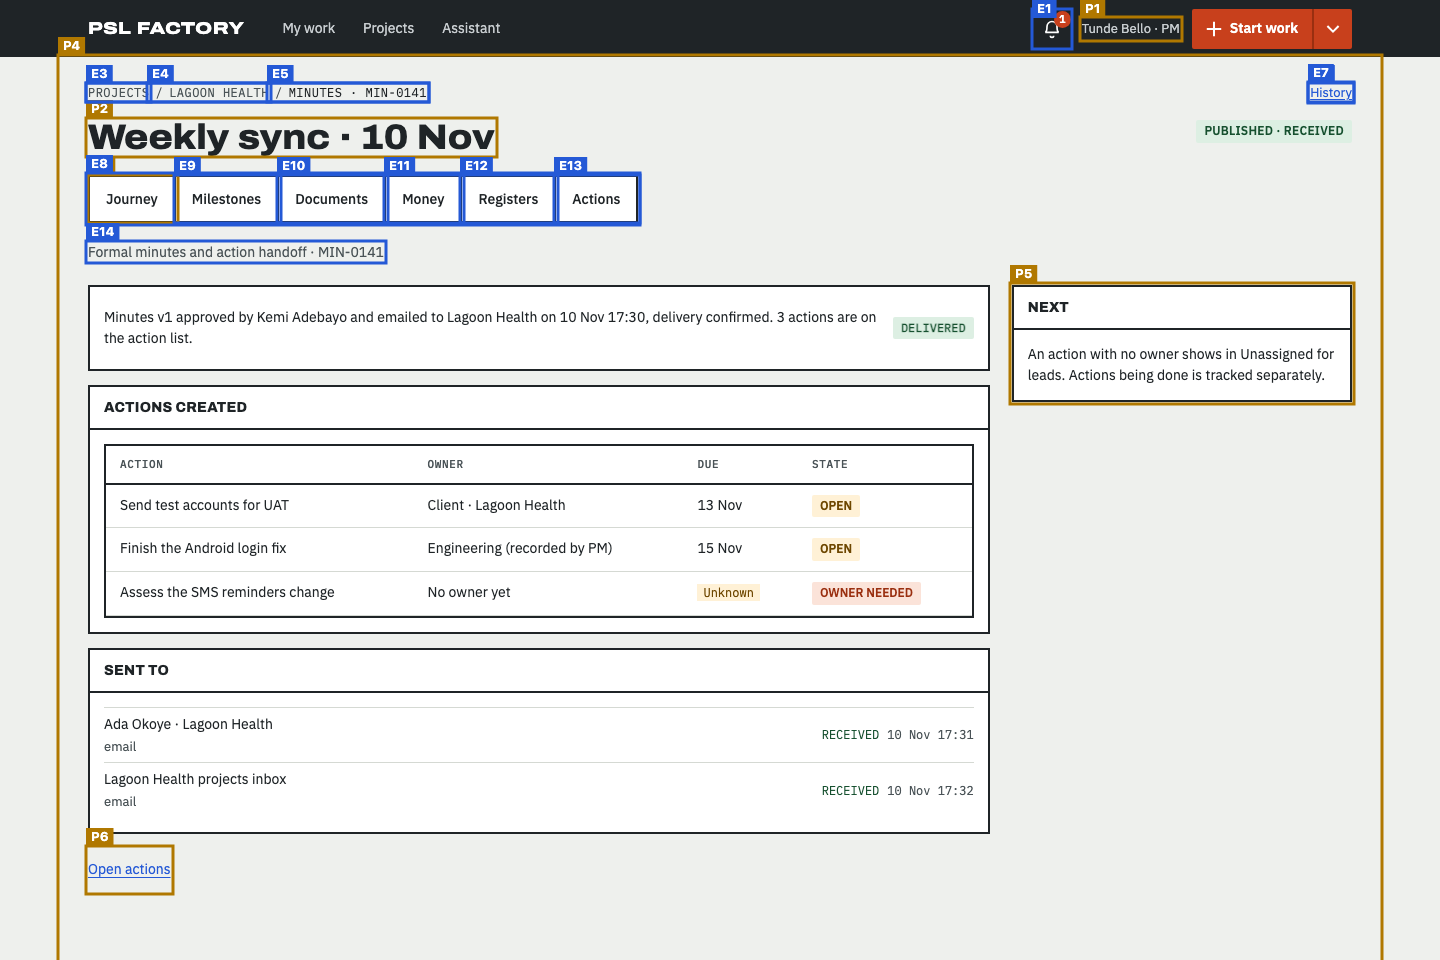 PSL FACTORY
My work
Projects
Assistant
E1
1
P1
Tunde Bello · PM
Start work
P4
E3
E4
E5
E7
PROJECTS / LAGOON HEALTH / MINUTES · MIN-0141
History
P2
Weekly sync · 10 Nov
PUBLISHED · RECEIVED
E8
E9
E10
E11
E12
E13
Journey
Milestones
Documents
Money
Registers
Actions
E14
Formal minutes and action handoff · MIN-0141
Minutes v1 approved by Kemi Adebayo and emailed to Lagoon Health on 10 Nov 17:30, delivery confirmed. 3 actions are on
the action list.
DELIVERED
P5
NEXT
An action with no owner shows in Unassigned for
leads. Actions being done is tracked separately.
ACTIONS CREATED
ACTION OWNER DUE STATE
Send test accounts for UAT Client · Lagoon Health 13 Nov OPEN
Finish the Android login fix Engineering (recorded by PM) 15 Nov OPEN
Assess the SMS reminders change No owner yet Unknown OWNER NEEDED
SENT TO
Ada Okoye · Lagoon Health
email
RECEIVED 10 Nov 17:31
Lagoon Health projects inbox
email
RECEIVED 10 Nov 17:32
P6
Open actions